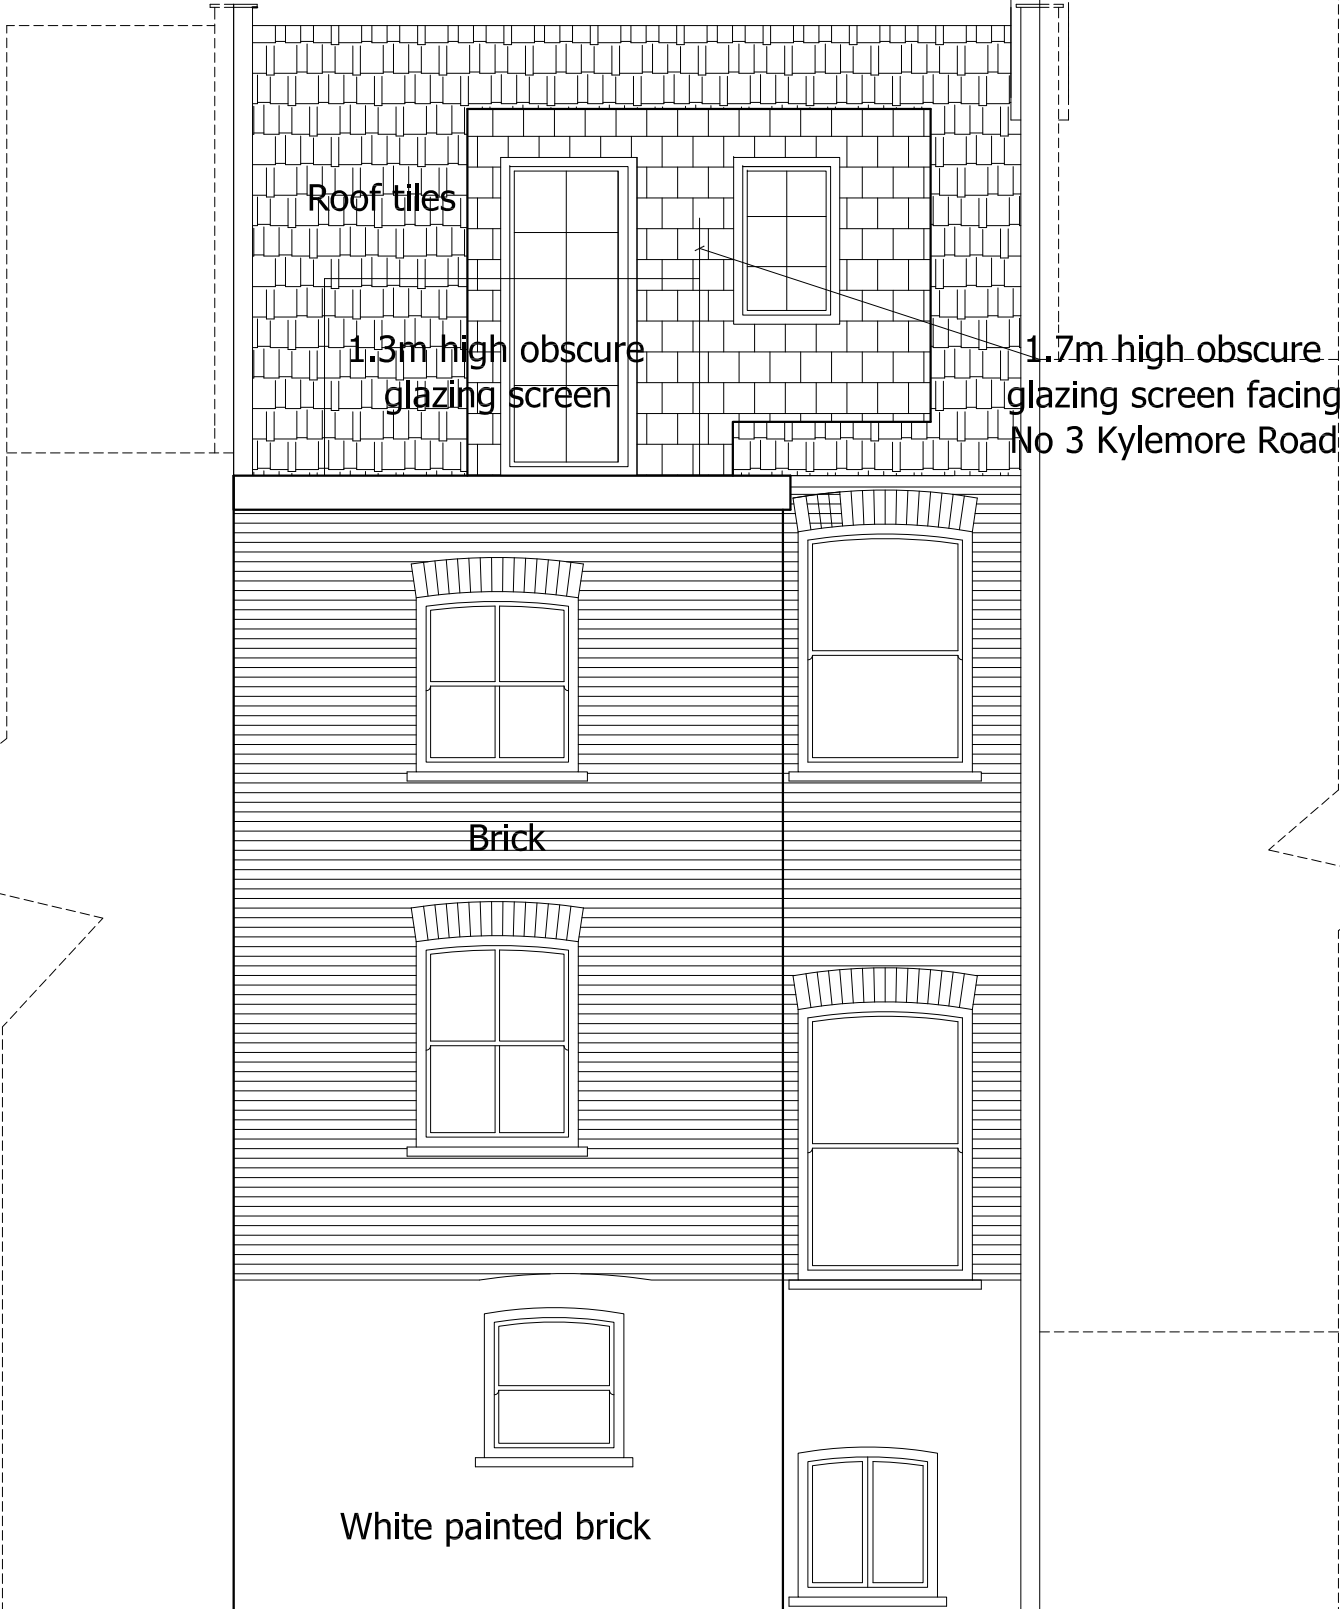 Roof tiles
1.3m high obscure
glazing screen
1.7m high obscure
glazing screen facing
No 3 Kylemore Road
Brick
White painted brick